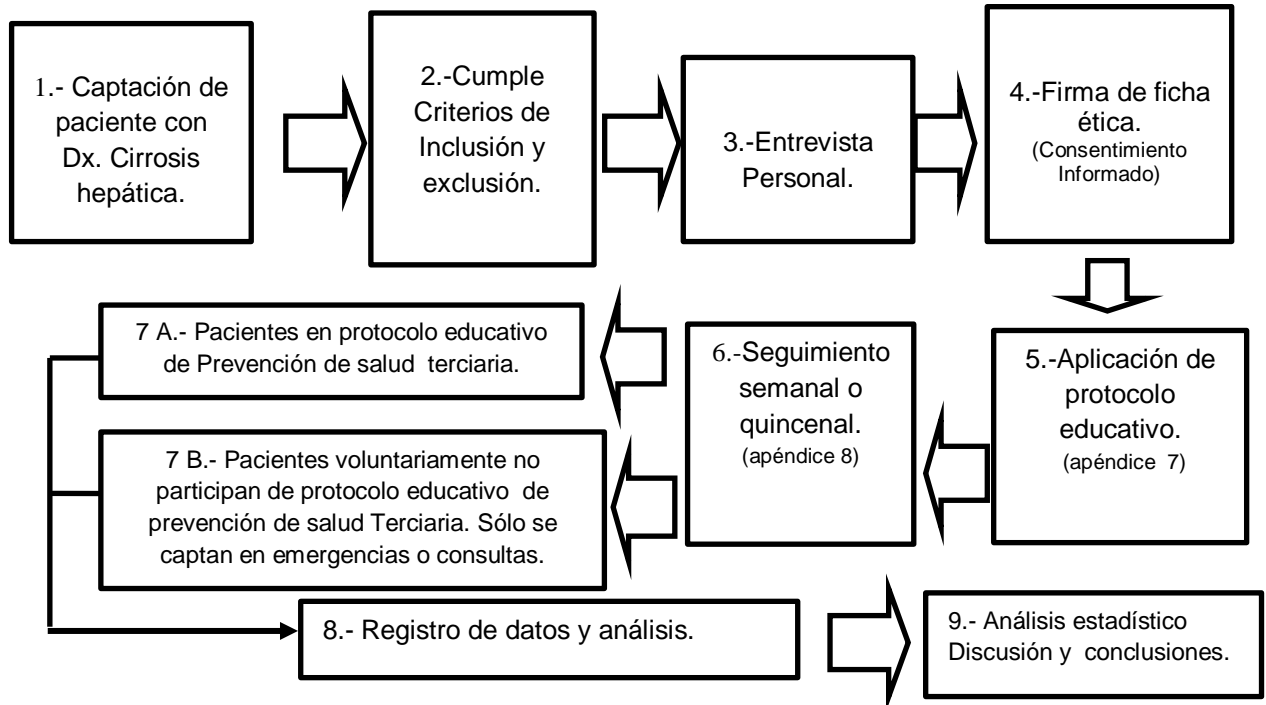 1.- Captación de
paciente con
Dx. Cirrosis
hepática.
2.-Cumple
Criterios de
Inclusión y
exclusión.
3.-Entrevista
Personal.
4.-Firma de ficha
ética.
(Consentimiento
Informado)
5.-Aplicación de
protocolo
educativo.
(apéndice 7)
6.-Seguimiento
semanal o
quincenal.
(apéndice 8)
7 A.- Pacientes en protocolo educativo
de Prevención de salud terciaria.
7 B.- Pacientes voluntariamente no
participan de protocolo educativo de
prevención de salud Terciaria. Sólo se
captan en emergencias o consultas.
8.- Registro de datos y análisis.
9.- Análisis estadístico
Discusión y conclusiones.